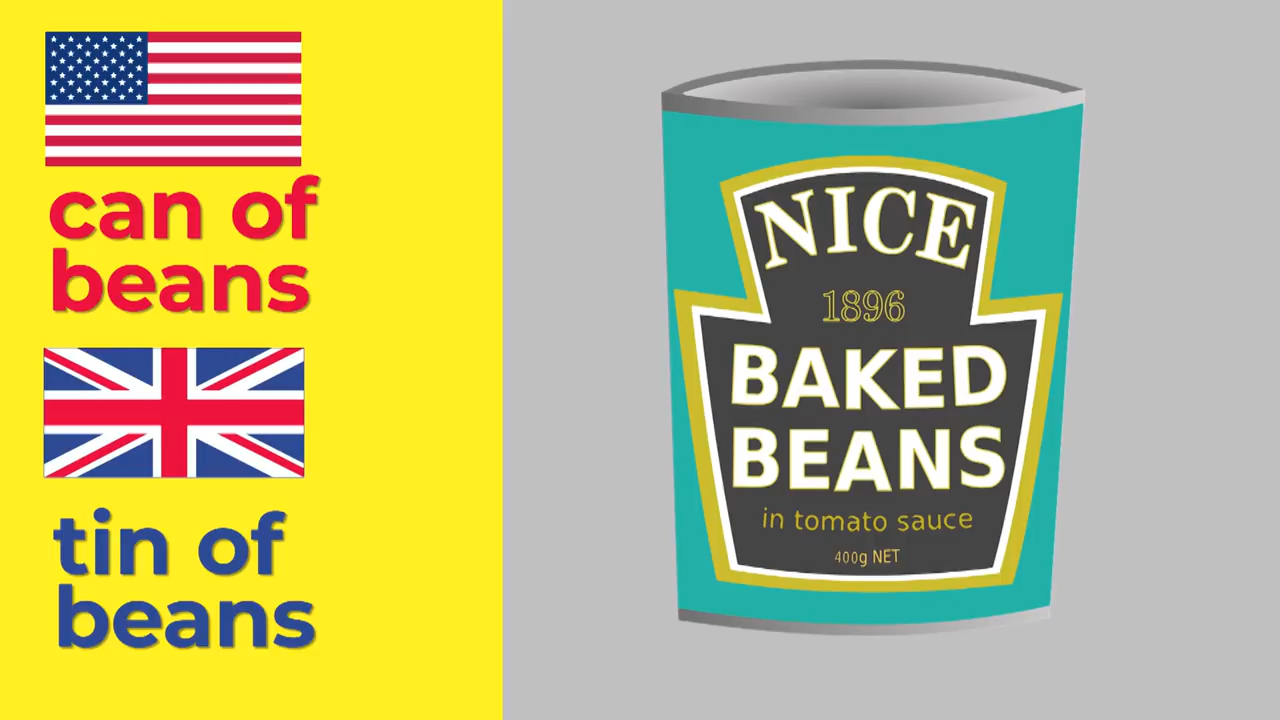 can of
beans
tin of
beans
NICE
1896
BAKED
BEANS
in tomato sauce
400g NET